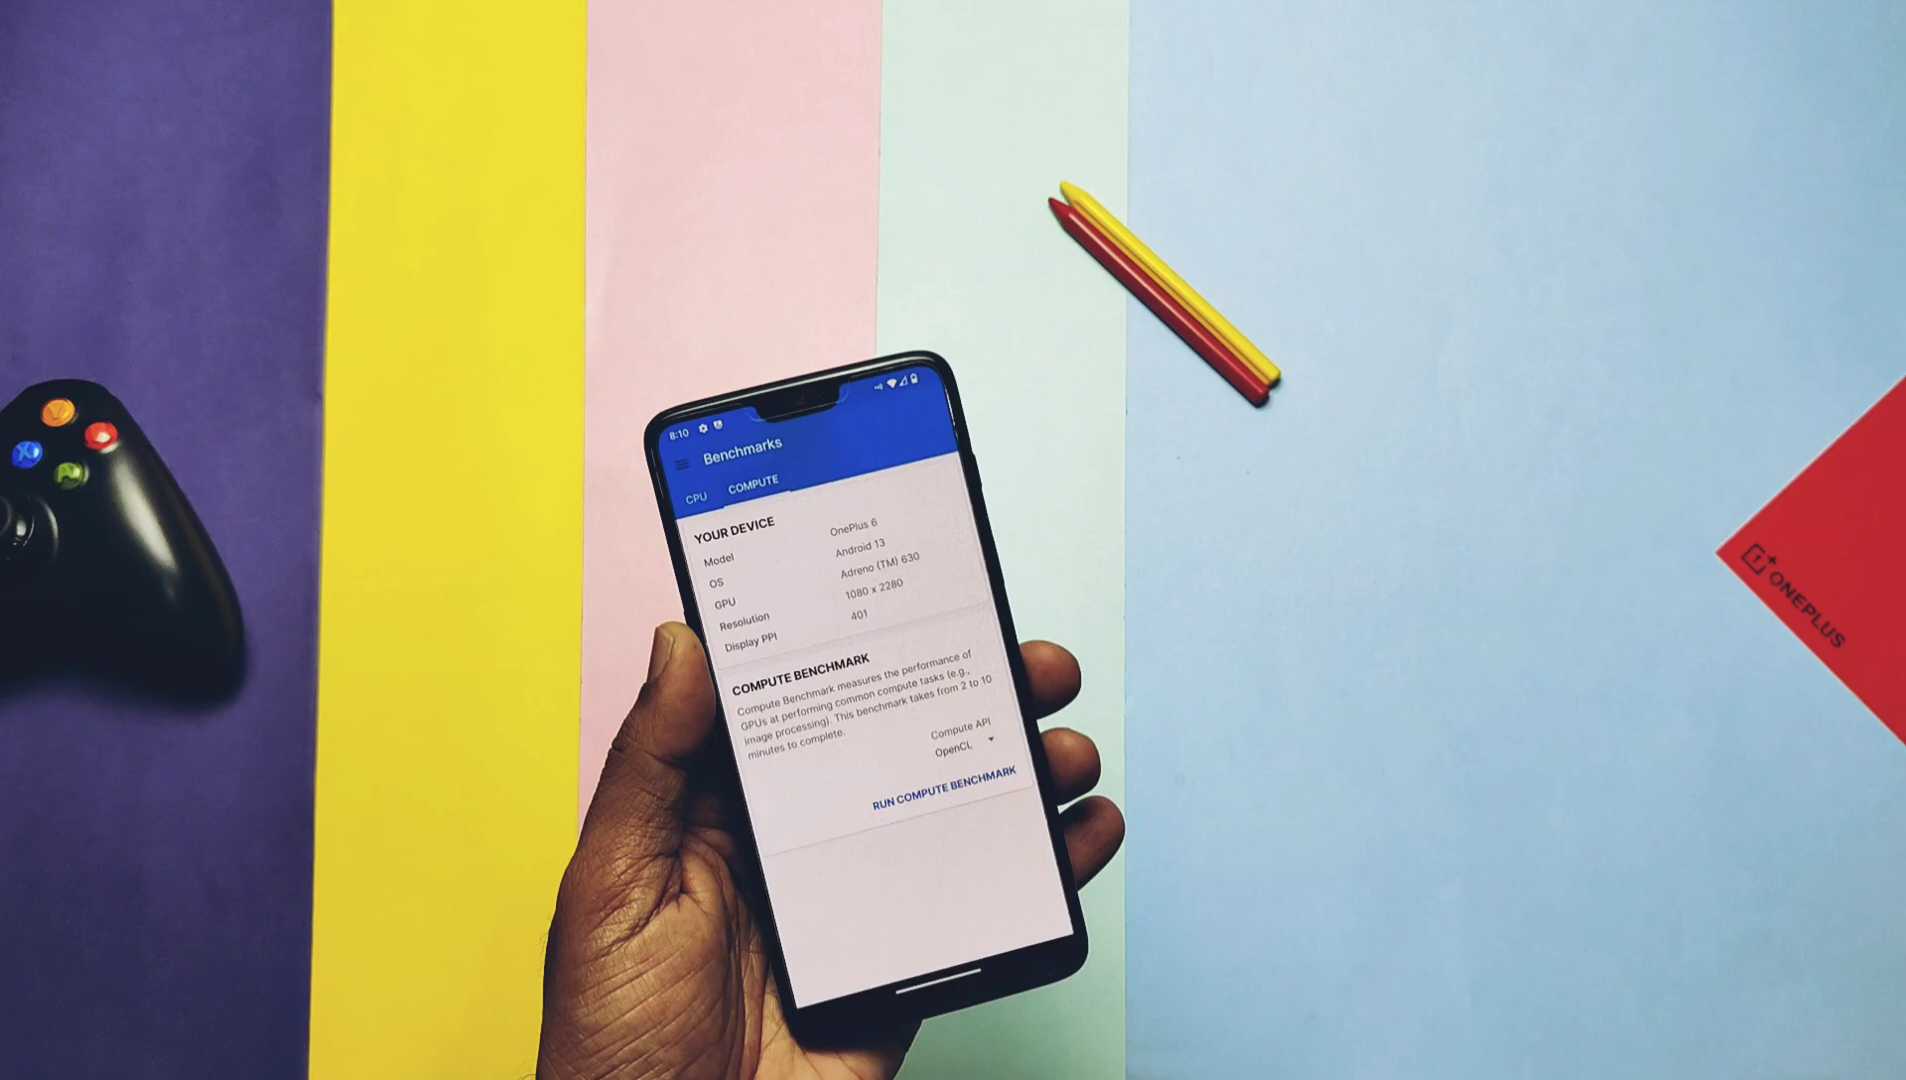 8:10
Benchmarks
CPU COMPUTE
YOUR DEVICE
Model OnePlus 6
OS Android 13
GPU Adreno (TM) 630
Resolution 1080 x 2280
Display PPI 401
COMPUTE BENCHMARK
Compute Benchmark measures the performance of
GPUs at performing common compute tasks (e.g.,
image processing). This benchmark takes from 2 to 10
minutes to complete.
Compute API
OpenCL
RUN COMPUTE BENCHMARK
Y
X
A
ONEPLUS